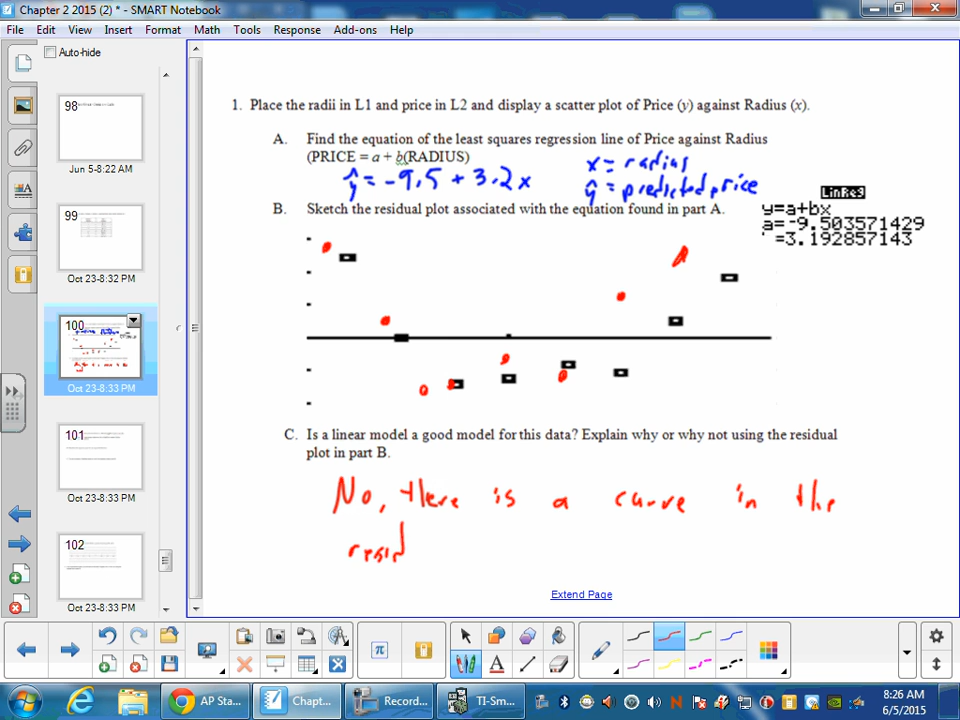 Chapter 2 2015 (2) * - SMART Notebook
File Edit View Insert Format Math Tools Response Add-ons Help
Auto-hide
98
Jun 5-8:22 AM
99
Oct 23-8:32 PM
100
Oct 23-8:33 PM
101
Oct 23-8:33 PM
102
Oct 23-8:33 PM
1. Place the radii in L1 and price in L2 and display a scatter plot of Price (y) against Radius (x).
A. Find the equation of the least squares regression line of Price against Radius
(PRICE = a + b(RADIUS)
ŷ = -9.5 + 3.2x
x = radius
ŷ = predicted price
B. Sketch the residual plot associated with the equation found in part A.
LinReg
y=a+bx
a=-9.503571429
=3.192857143
C. Is a linear model a good model for this data? Explain why or why not using the residual
plot in part B.
No, there is a curve in the
resid
Extend Page
AP Sta...
Chapt...
Record...
TI-Sm...
8:26 AM
6/5/2015